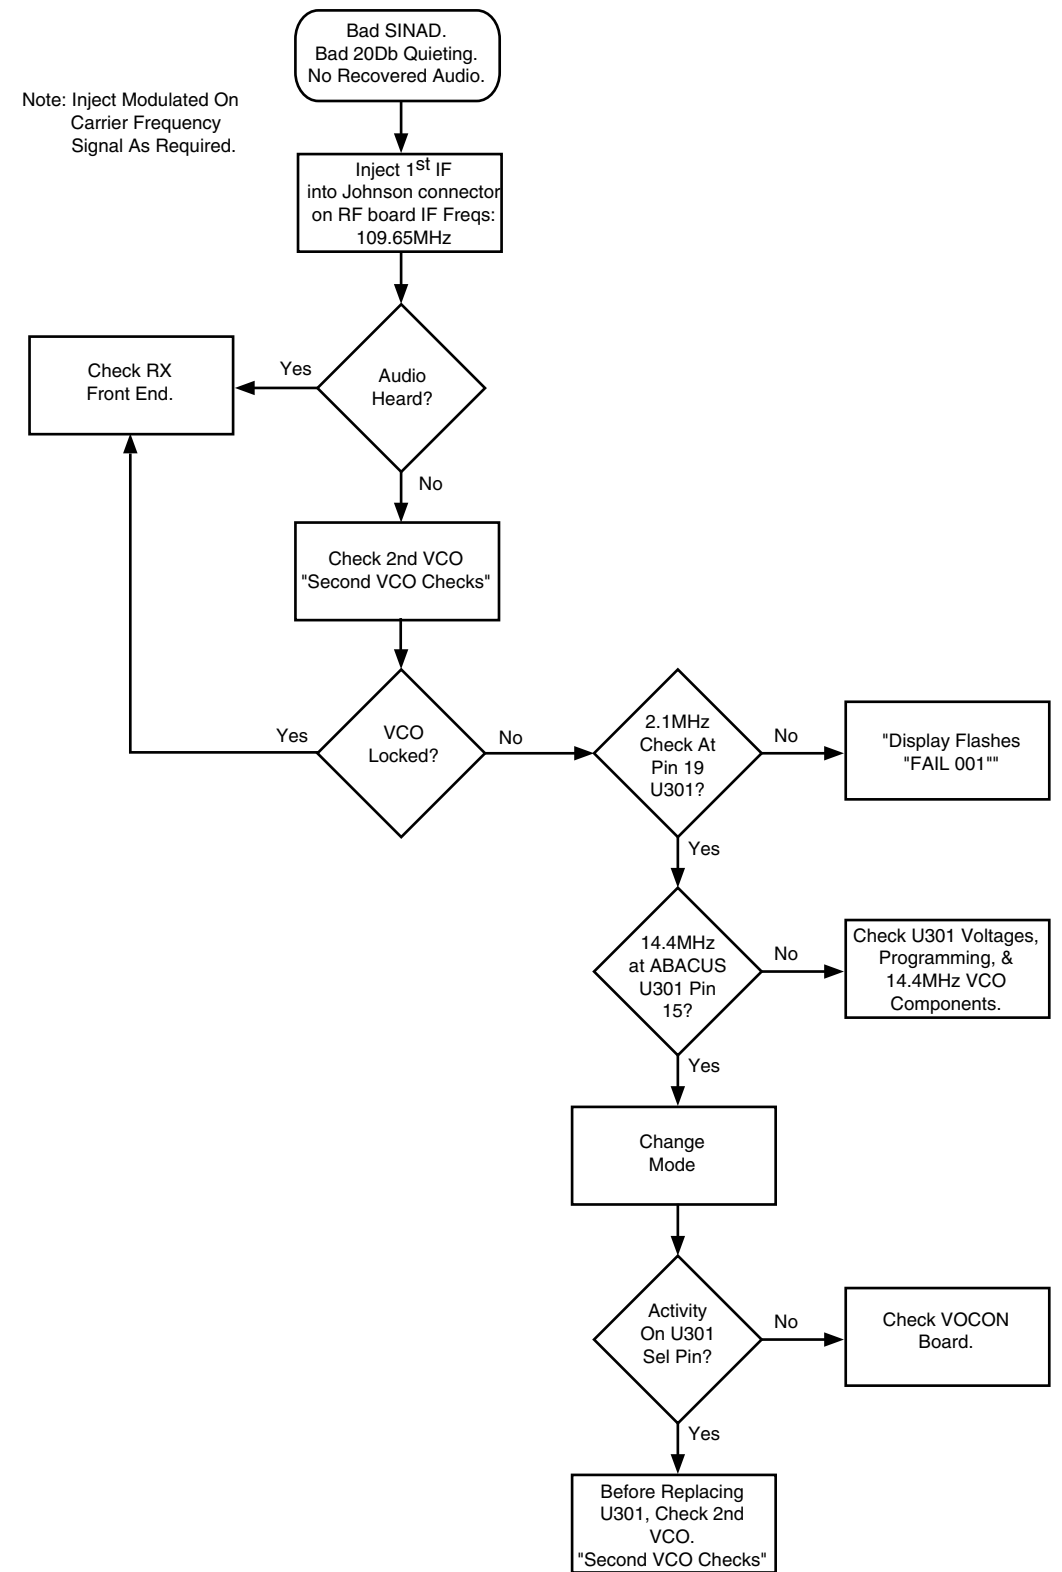 Bad SINAD.
Bad 20Db Quieting.
No Recovered Audio.
Note: Inject Modulated On
Carrier Frequency
Signal As Required.
Inject 1st IF
into Johnson connector
on RF board IF Freqs:
109.65MHz
Audio
Heard?
Yes
Check RX
Front End.
No
Check 2nd VCO
"Second VCO Checks"
VCO
Locked?
Yes
No
2.1MHz
Check At
Pin 19
U301?
No
"Display Flashes
"FAIL 001""
Yes
14.4MHz
at ABACUS
U301 Pin
15?
No
Check U301 Voltages,
Programming, &
14.4MHz VCO
Components.
Yes
Change
Mode
Activity
On U301
Sel Pin?
No
Check VOCON
Board.
Yes
Before Replacing
U301, Check 2nd
VCO.
"Second VCO Checks"